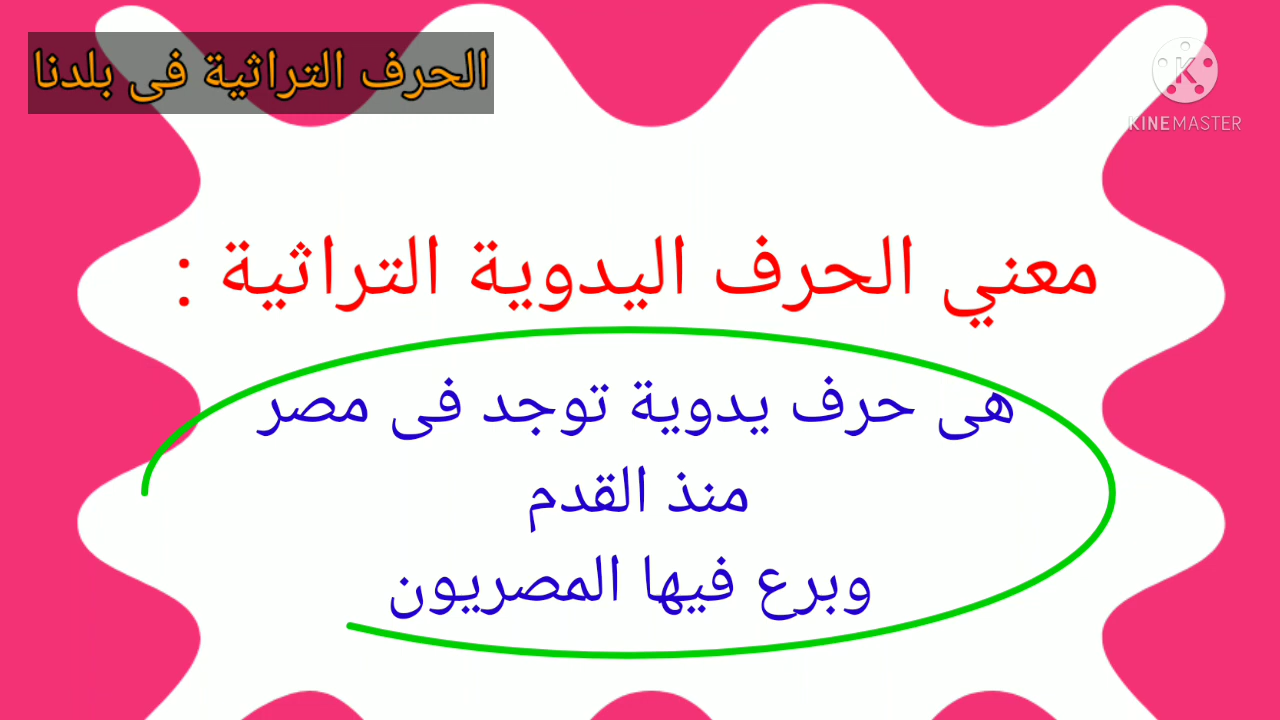 الحرف التراثية فى بلدنا
KINEMASTER
معني الحرف اليدوية التراثية :
هى حرف يدوية توجد فى مصر
منذ القدم
وبرع فيها المصريون